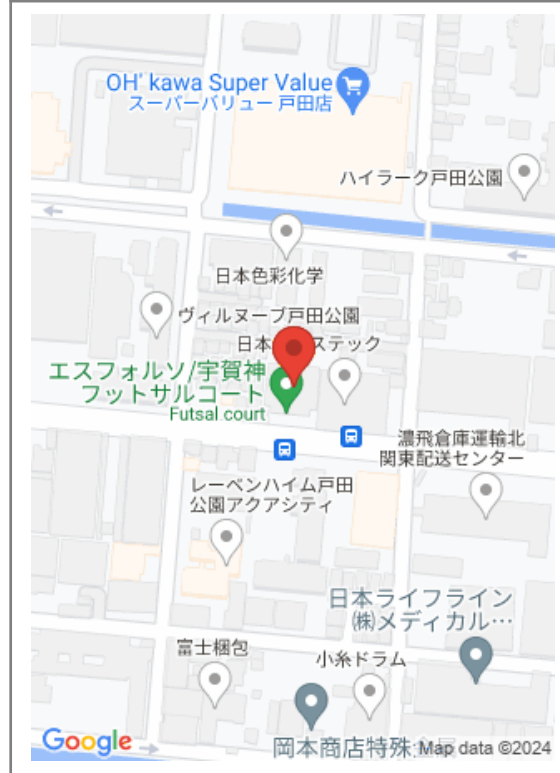 OH' kawa Super Value
スーパーバリュー 戸田店
ハイラーク戸田公園
日本色彩化学
ヴィルヌーブ戸田公園
日本
ステック
エスフォルソ/宇賀神
フットサルコート
Futsal court
濃飛倉庫運輸北
関東配送センター
レーベンハイム戸田
公園アクアシティ
日本ライフライン
㈱メディカル…
富士梱包
小糸ドラム
岡本商店特殊
Google
Map data ©2024